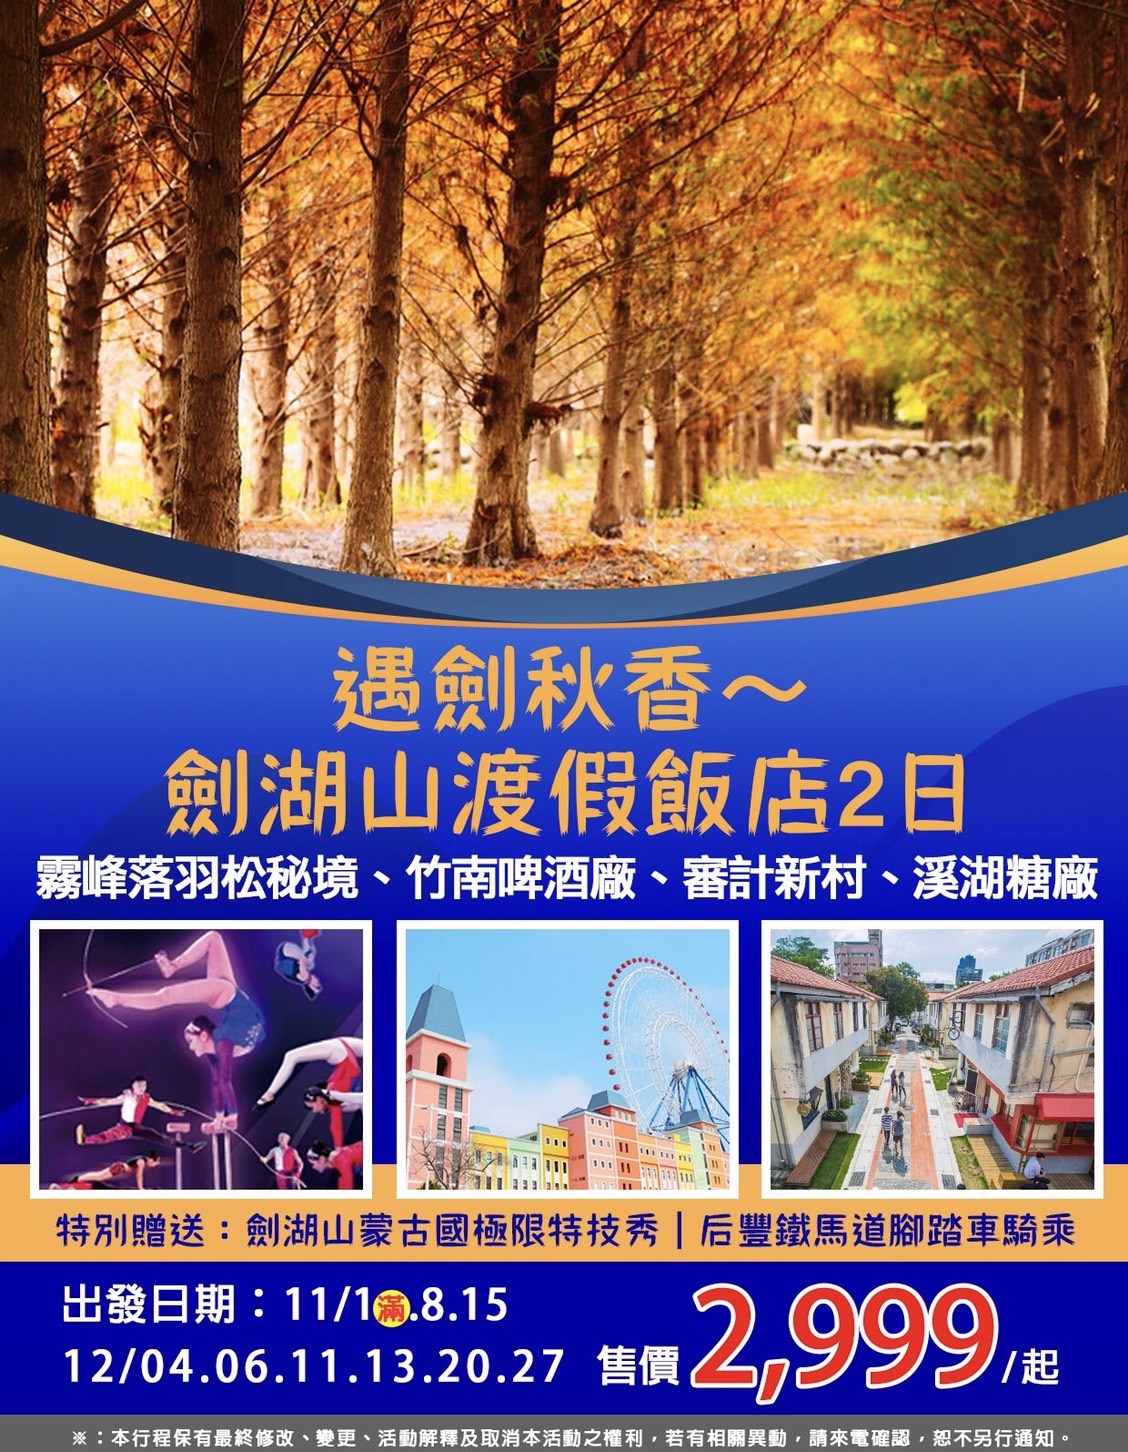 遇劍秋香～
劍湖山渡假飯店2日
霧峰落羽松秘境、竹南啤酒廠、審計新村、溪湖糖廠
特別贈送：劍湖山蒙古國極限特技秀｜后豐鐵馬道腳踏車騎乘
出發日期：11/1滿.8.15
12/04.06.11.13.20.27
售價2,999/起
※：本行程保有最終修改、變更、活動解釋及取消本活動之權利，若有相關異動，請來電確認，恕不另行通知。